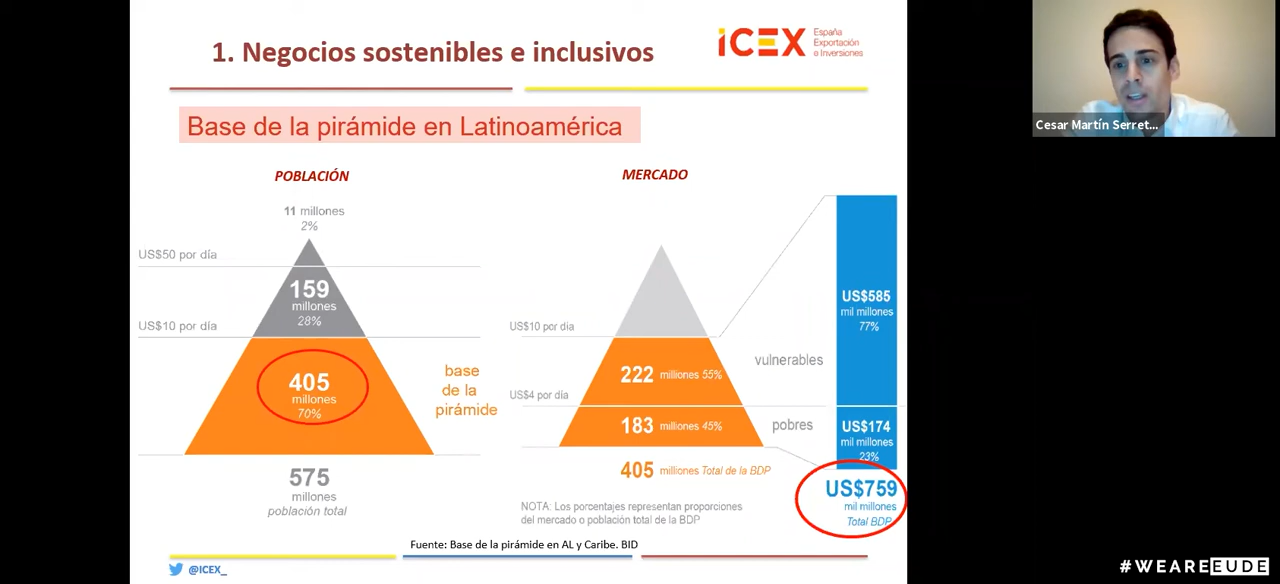 1. Negocios sostenibles e inclusivos
iCEX
España
Exportación
e Inversiones
Cesar Martín Serret...
Base de la pirámide en Latinoamérica
POBLACIÓN
MERCADO
11 millones
2%
US$50 por día
159
millones
28%
US$10 por día
405
millones
70%
base
de la
pirámide
575
millones
población total
US$10 por dia
222 millones 55%
vulnerables
US$4 por día
183 millones 45%
pobres
405 millones Total de la BDP
US$585
mil millones
77%
US$174
mil millones
23%
US$759
mil millones
Total BDP
NOTA: Los porcentajes representan proporciones
del mercado o población total de la BDP
Fuente: Base de la pirámide en AL y Caribe. BID
@ICEX_
#WEAREEUDE